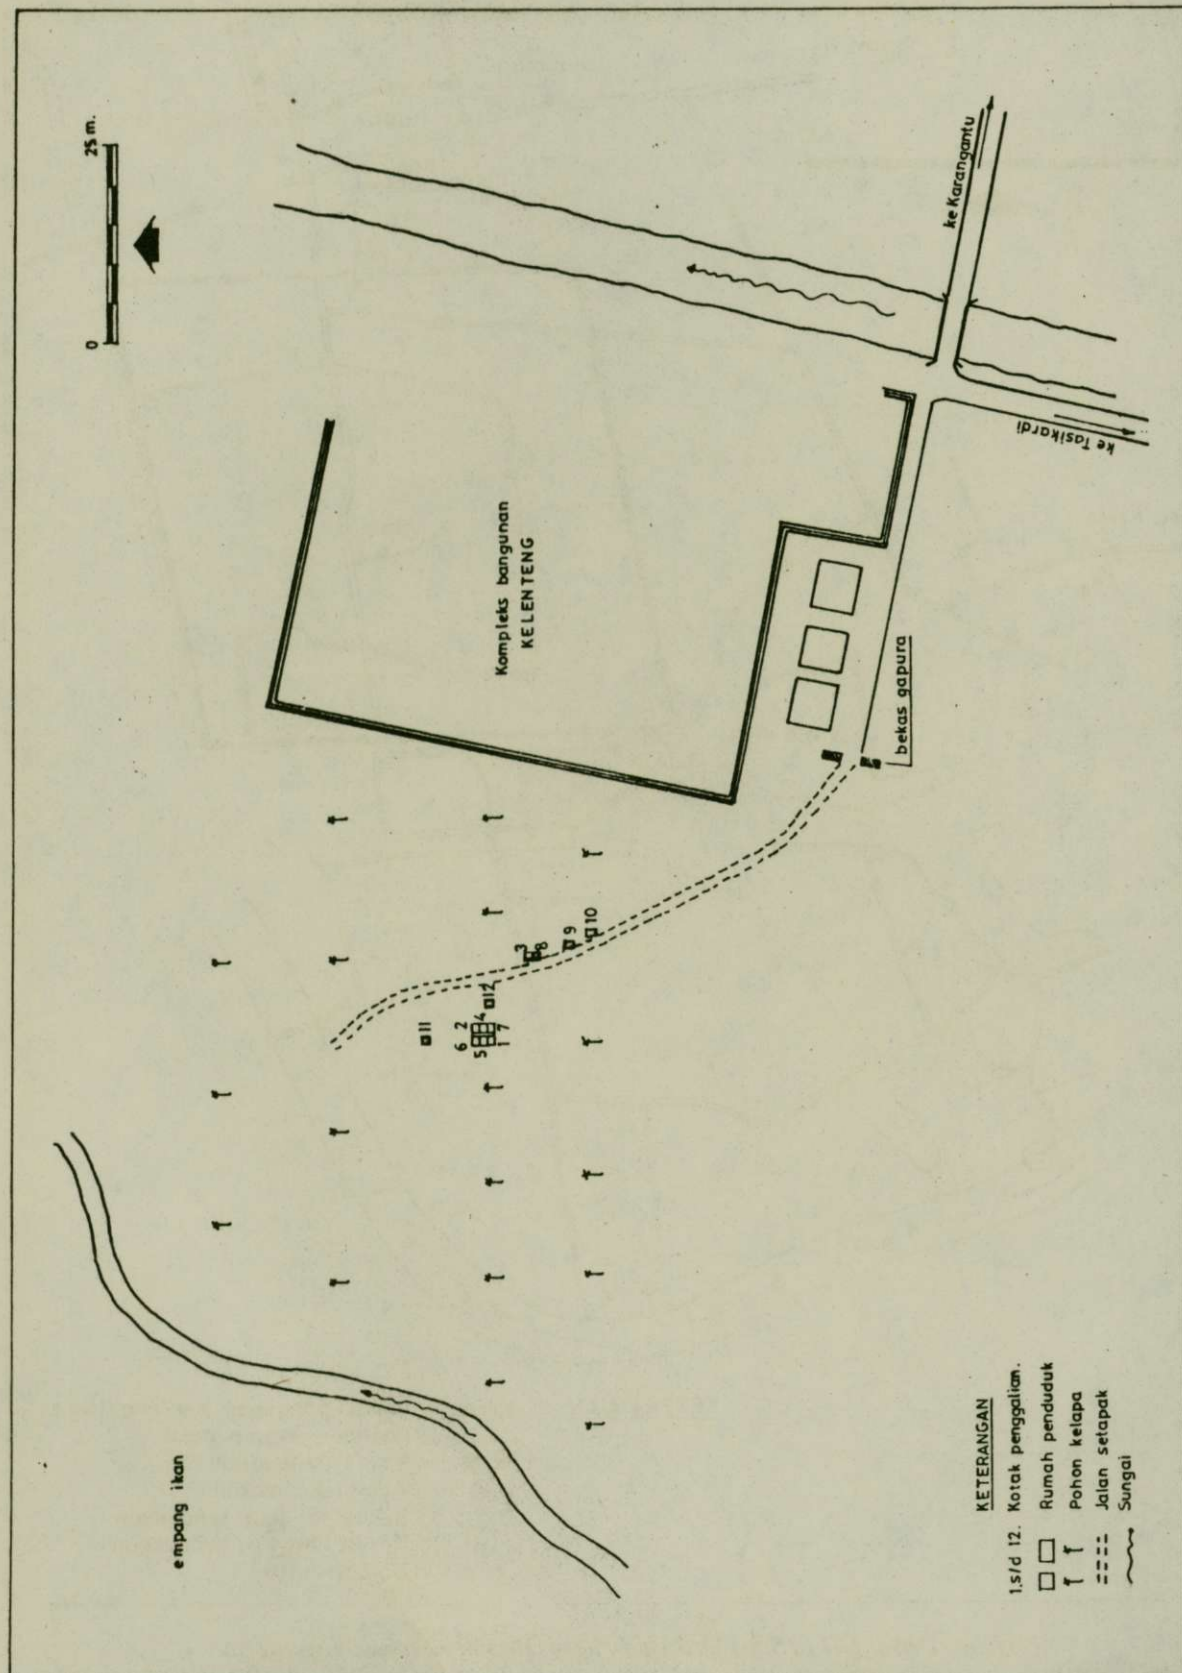 0 25 m.
ke Karangantu
ke Tasikardi
Kompleks bangunan
KELENTENG
bekas gapura
3
8
9
10
12
11
6 2
4
5
1 7
empang ikan
KETERANGAN
1.s/d 12. Kotak penggalian.
Rumah penduduk
Pohon kelapa
Jalan setapak
Sungai